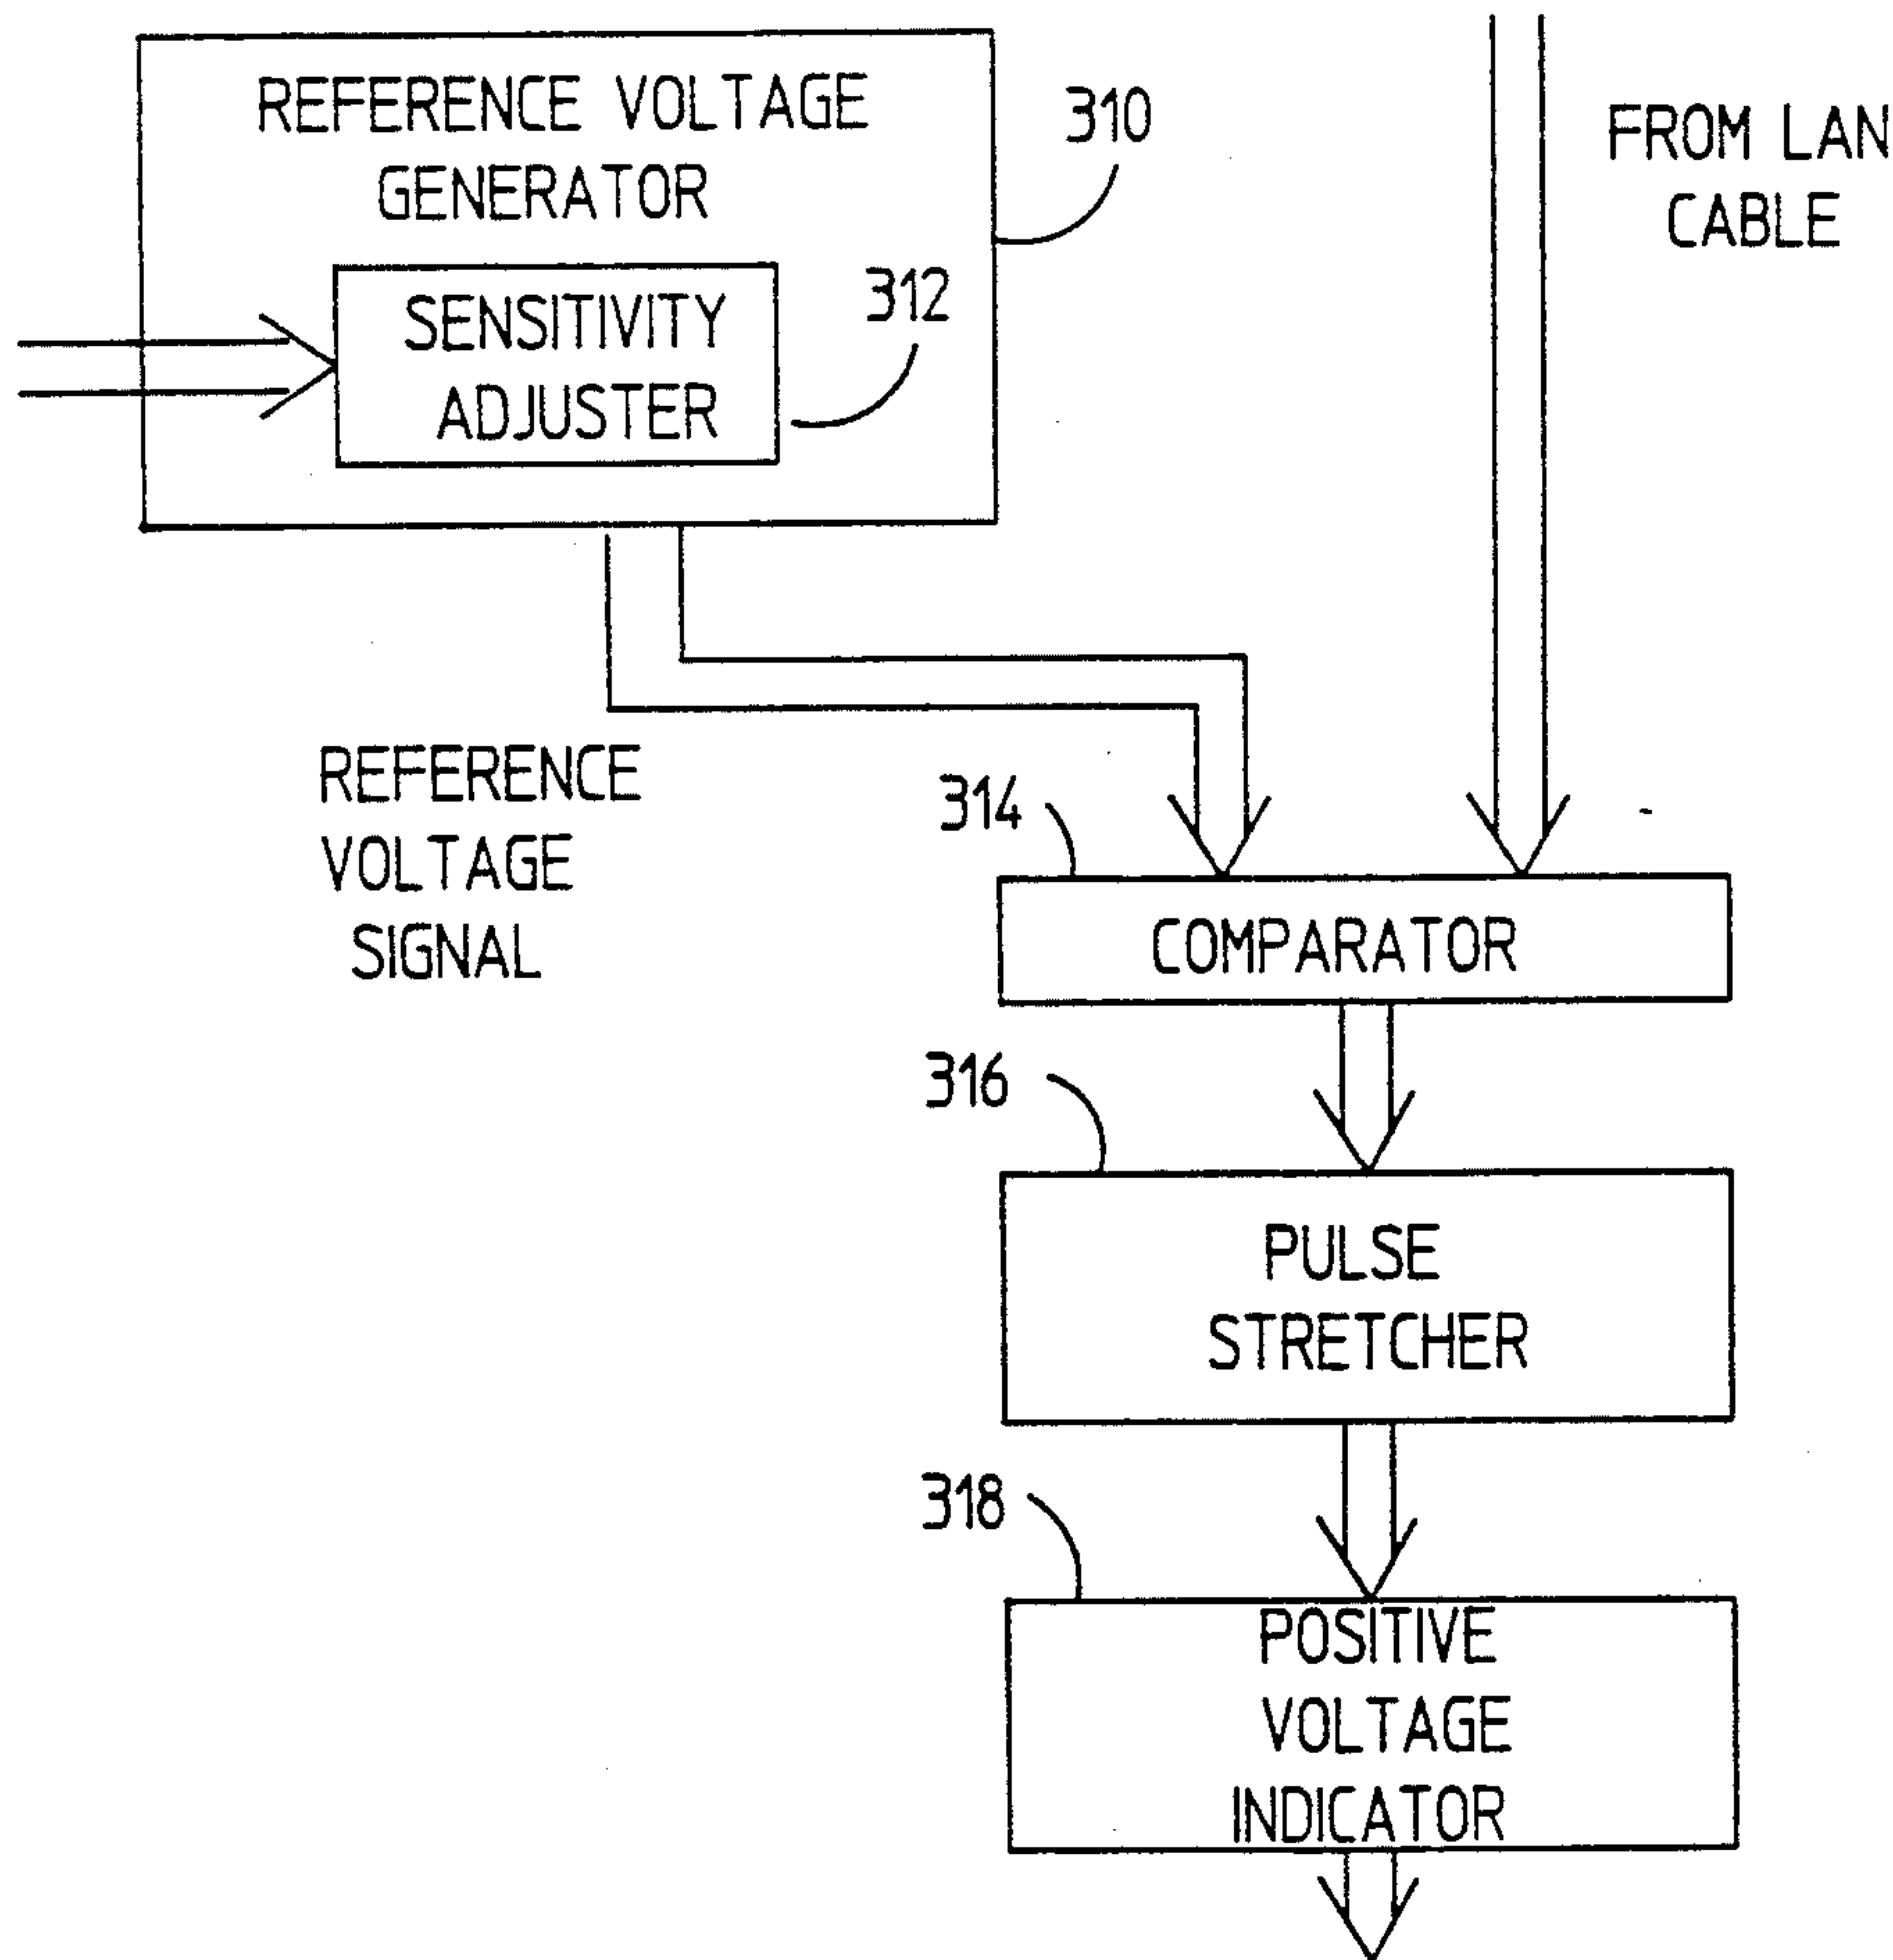 REFERENCE VOLTAGE
GENERATOR
310
FROM LAN
CABLE
SENSITIVITY
ADJUSTER
312
REFERENCE
VOLTAGE
SIGNAL
314
COMPARATOR
316
PULSE
STRETCHER
318
POSITIVE
VOLTAGE
INDICATOR